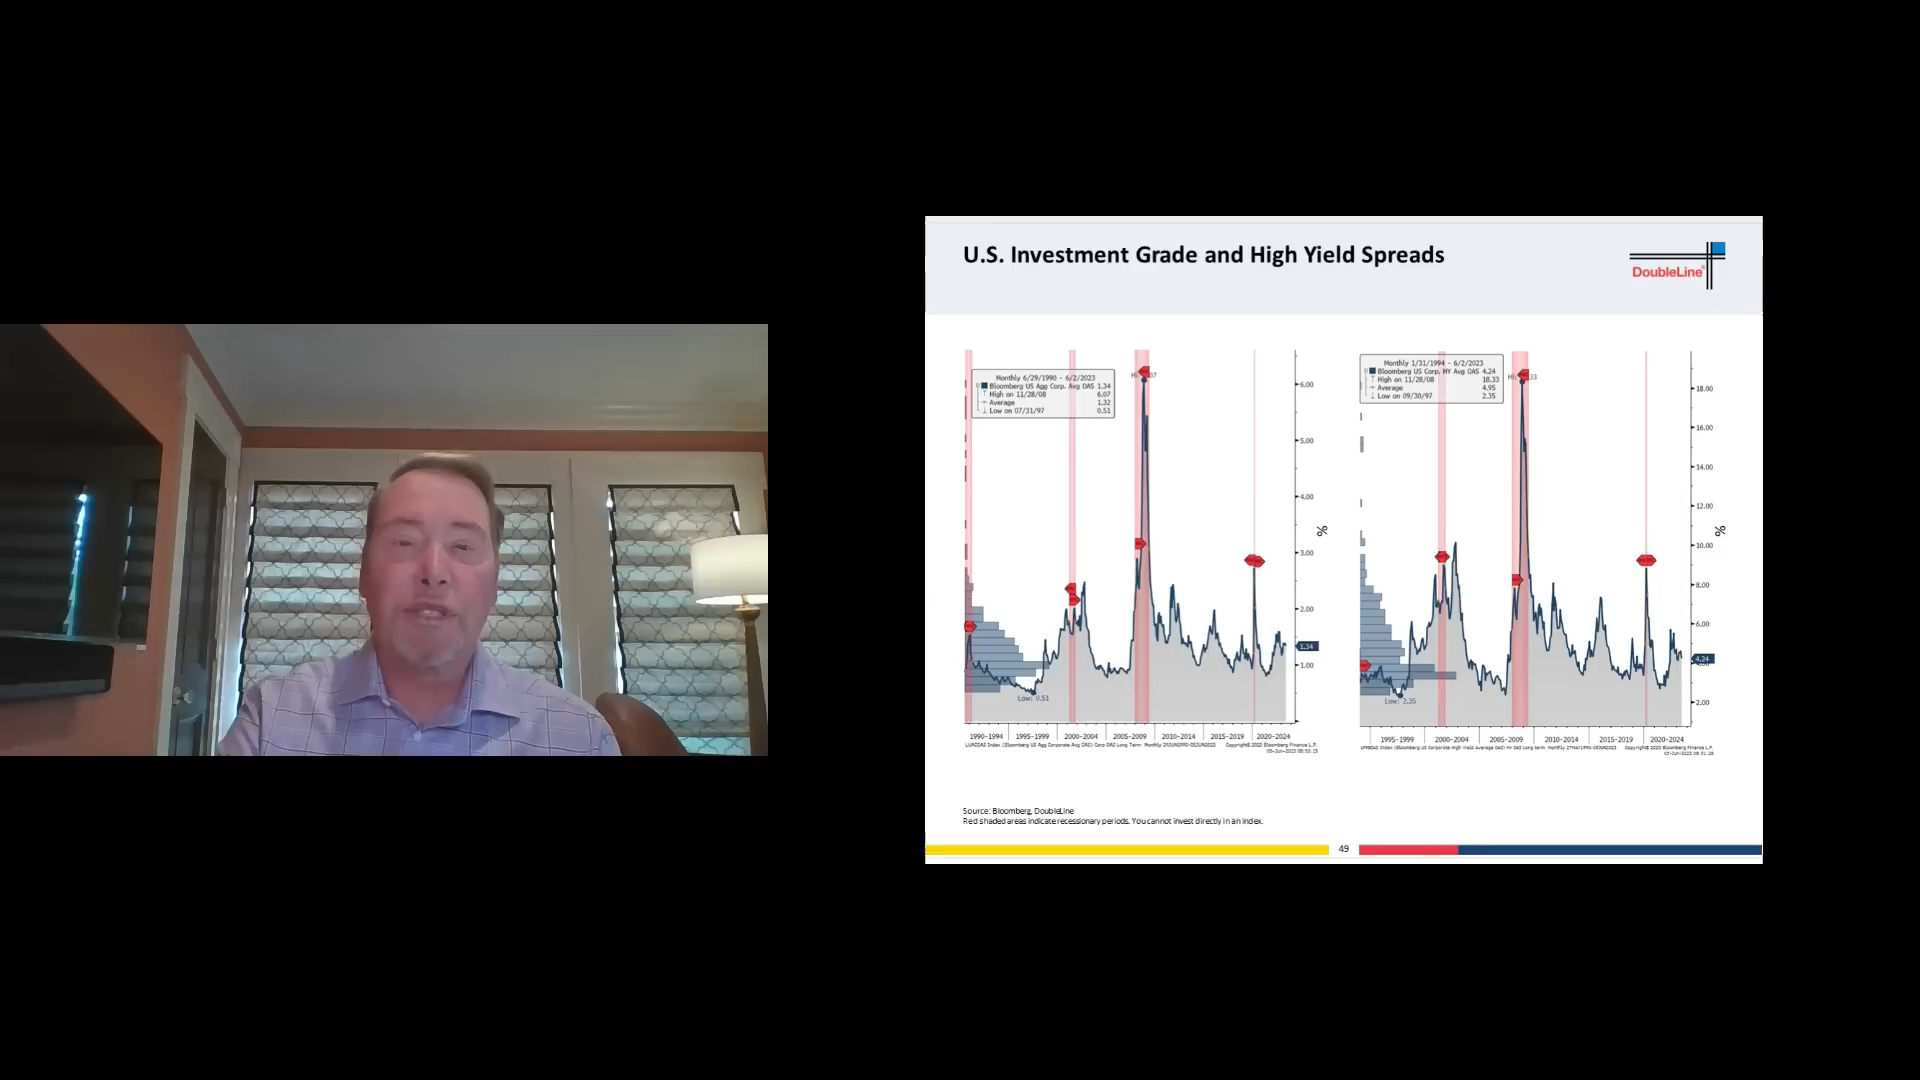 U.S. Investment Grade and High Yield Spreads
DoubleLine
Monthly 6/29/1990 - 6/2/2023
Bloomberg US Agg Corp. Avg OAS 1.34
High on 11/28/08 6.07
Average 1.32
Low on 07/31/97 0.51
6.00
5.00
4.00
3.00
2.00
1.34
1.00
%
Low: 0.51
1990-1994 1995-1999 2000-2004 2005-2009 2010-2014 2015-2019 2020-2024
Monthly 1/31/1994 - 6/2/2023
Bloomberg US Corp. HY Avg OAS 4.24
High on 11/28/08 18.33
Average 4.95
Low on 09/30/97 2.35
18.00
16.00
14.00
12.00
10.00
8.00
6.00
4.24
2.00
%
Low: 2.35
1995-1999 2000-2004 2005-2009 2010-2014 2015-2019 2020-2024
Source: Bloomberg, DoubleLine
Red shaded areas indicate recessionary periods. You cannot invest directly in an index.
49